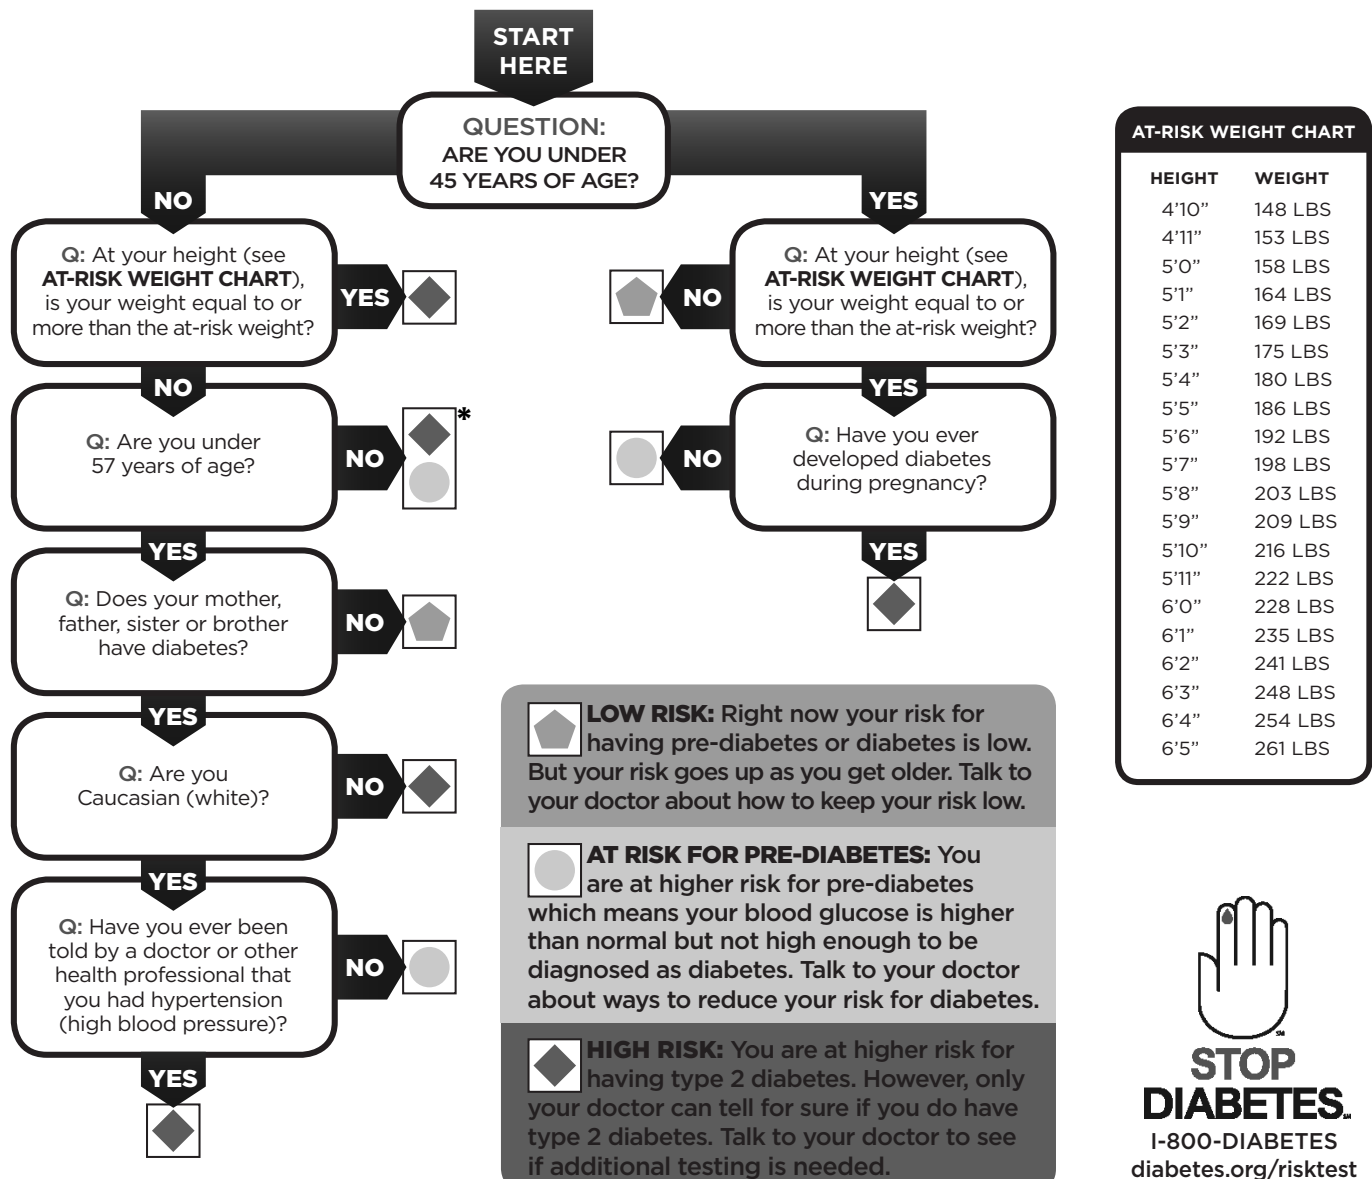 START
HERE
QUESTION:
ARE YOU UNDER
45 YEARS OF AGE?
NO
Q: At your height (see
AT-RISK WEIGHT CHART),
is your weight equal to or
more than the at-risk weight?
YES
NO
Q: Are you under
57 years of age?
NO
*
YES
Q: Does your mother,
father, sister or brother
have diabetes?
NO
YES
Q: Are you
Caucasian (white)?
NO
YES
Q: Have you ever been
told by a doctor or other
health professional that
you had hypertension
(high blood pressure)?
NO
YES
YES
Q: At your height (see
AT-RISK WEIGHT CHART),
is your weight equal to or
more than the at-risk weight?
NO
YES
Q: Have you ever
developed diabetes
during pregnancy?
NO
YES
LOW RISK: Right now your risk for
having pre-diabetes or diabetes is low.
But your risk goes up as you get older. Talk to
your doctor about how to keep your risk low.
AT RISK FOR PRE-DIABETES: You
are at higher risk for pre-diabetes
which means your blood glucose is higher
than normal but not high enough to be
diagnosed as diabetes. Talk to your doctor
about ways to reduce your risk for diabetes.
HIGH RISK: You are at higher risk for
having type 2 diabetes. However, only
your doctor can tell for sure if you do have
type 2 diabetes. Talk to your doctor to see
if additional testing is needed.
AT-RISK WEIGHT CHART
HEIGHT WEIGHT
4'10” 148 LBS
4'11” 153 LBS
5'0” 158 LBS
5'1” 164 LBS
5'2” 169 LBS
5'3” 175 LBS
5'4” 180 LBS
5'5” 186 LBS
5'6” 192 LBS
5'7” 198 LBS
5'8” 203 LBS
5'9” 209 LBS
5'10” 216 LBS
5'11” 222 LBS
6'0” 228 LBS
6'1” 235 LBS
6'2” 241 LBS
6'3” 248 LBS
6'4” 254 LBS
6'5” 261 LBS
SM
STOP
DIABETES℠
1-800-DIABETES
diabetes.org/risktest